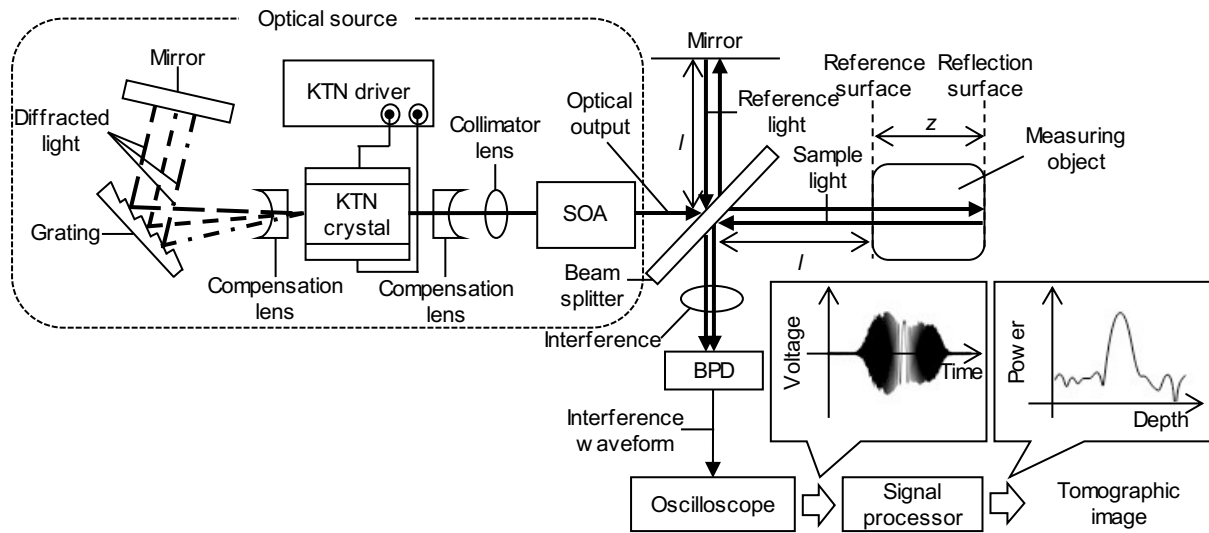 Optical source
Mirror
Diffracted
light
Grating
KTN driver
KTN
crystal
Compensation
lens
Collimator
lens
Compensation
lens
SOA
Optical
output
Mirror
l
Reference
light
Reference
surface
Reflection
surface
z
Measuring
object
Sample
light
l
Beam
splitter
Interference
BPD
Interference
waveform
Oscilloscope
Voltage
Time
Signal
processor
Power
Depth
Tomographic
image